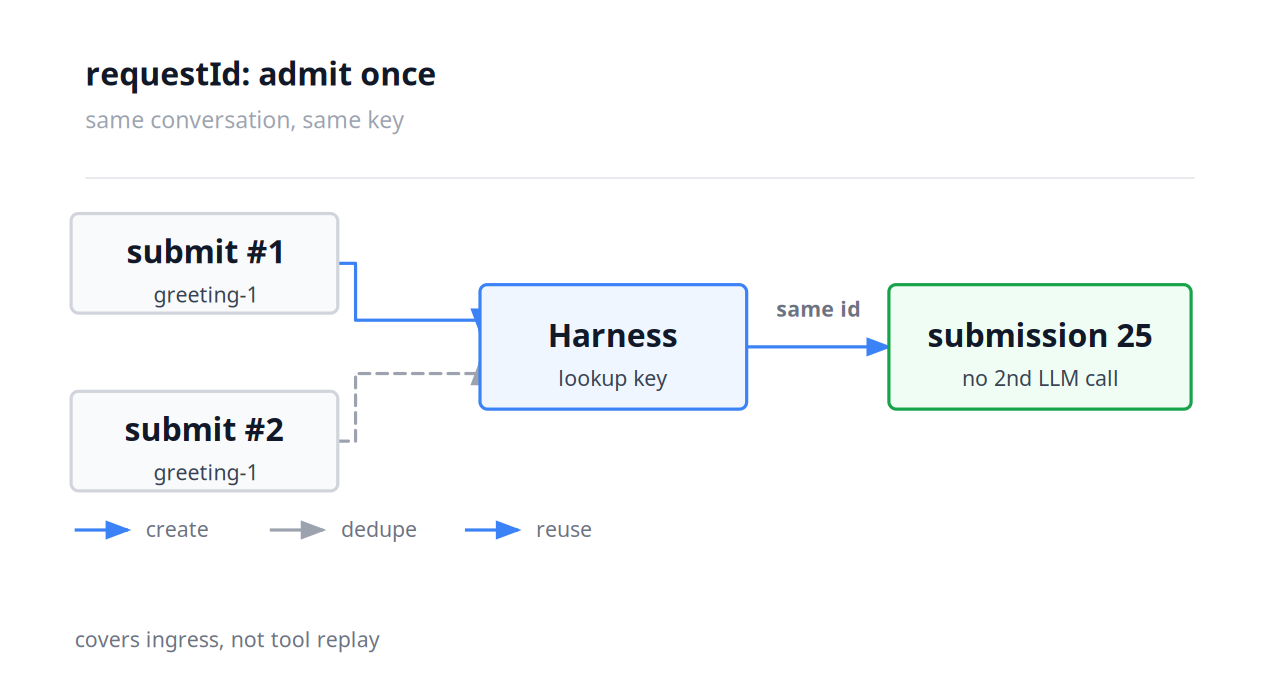 requestId: admit once
same conversation, same key
submit #1
greeting-1
Harness
lookup key
same id
submission 25
no 2nd LLM call
submit #2
greeting-1
create
dedupe
reuse
covers ingress, not tool replay